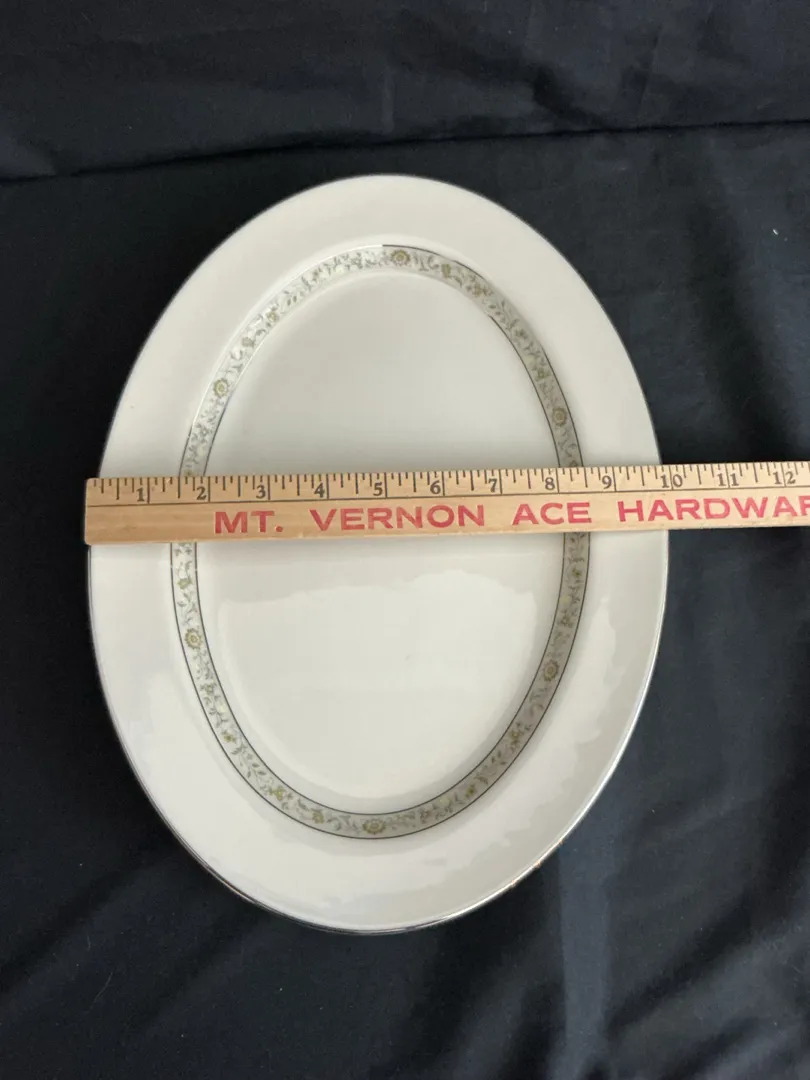 1 2 3 4 5 6 7 8 9 10 11 12
MT. VERNON ACE HARDWAR